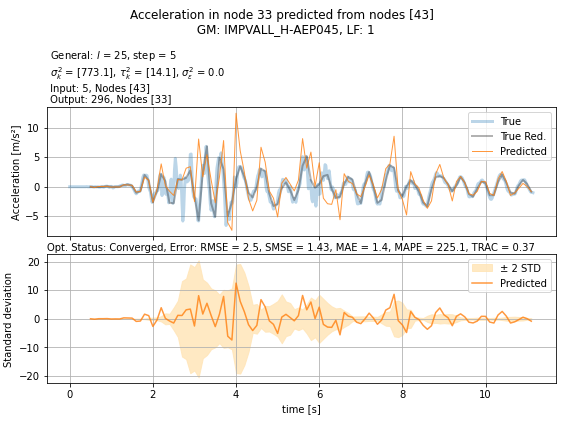 Acceleration in node 33 predicted from nodes [43]
GM: IMPVALL_H-AEP045, LF: 1
General: l = 25, step = 5
σ²ₖ = [773.1], τ²ₖ = [14.1], σ²ε = 0.0
Input: 5, Nodes [43]
Output: 296, Nodes [33]
True
True Red.
Predicted
10
5
0
−5
Acceleration [m/s²]
Opt. Status: Converged, Error: RMSE = 2.5, SMSE = 1.43, MAE = 1.4, MAPE = 225.1, TRAC = 0.37
± 2 STD
Predicted
20
10
0
−10
−20
Standard deviation
0 2 4 6 8 10
time [s]